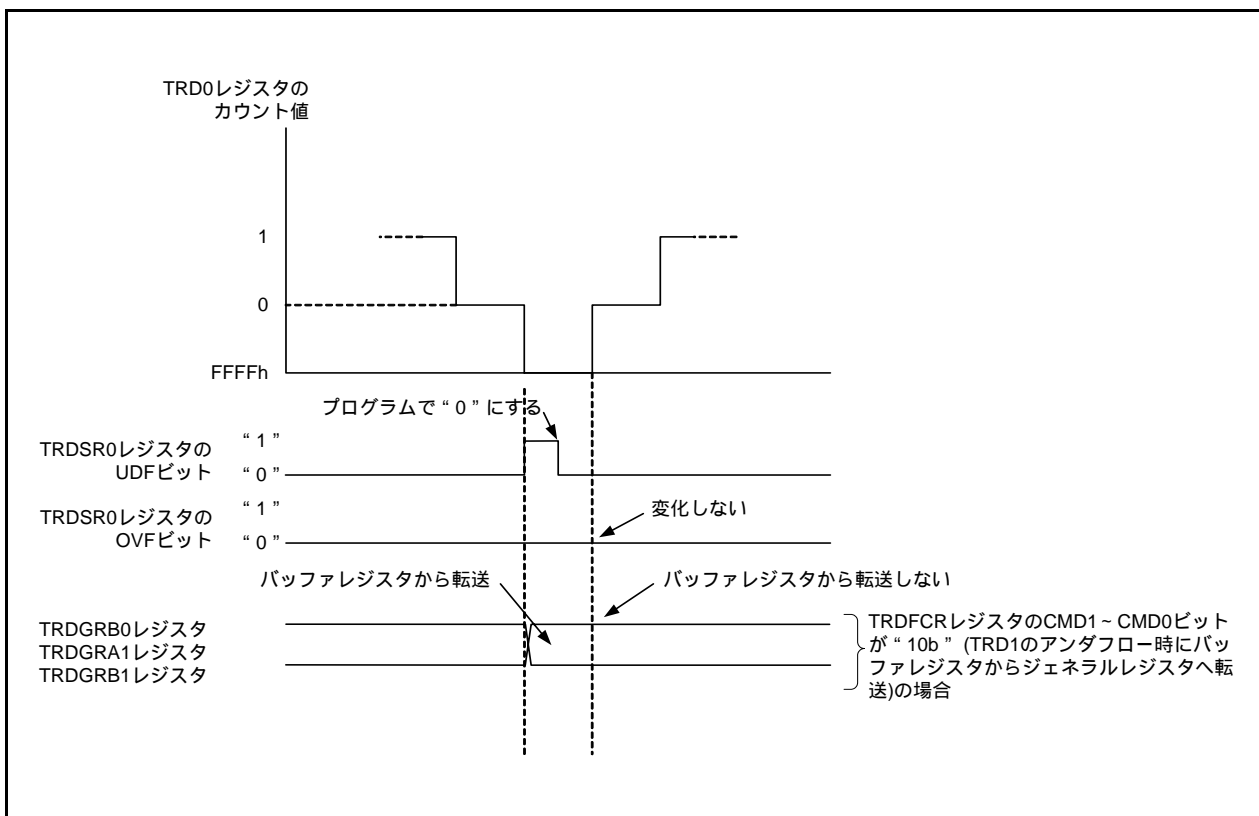 TRD0レジスタの
カウント値
1
0
FFFFh
プログラムで“0”にする
TRDSR0レジスタの
UDFビット
“1”
“0”
TRDSR0レジスタの
OVFビット
“1”
“0”
変化しない
バッファレジスタから転送
バッファレジスタから転送しない
TRDGRB0レジスタ
TRDGRA1レジスタ
TRDGRB1レジスタ
TRDFCRレジスタのCMD1~CMD0ビット
が“10b”(TRD1のアンダフロー時にバッ
ファレジスタからジェネラルレジスタへ転
送)の場合